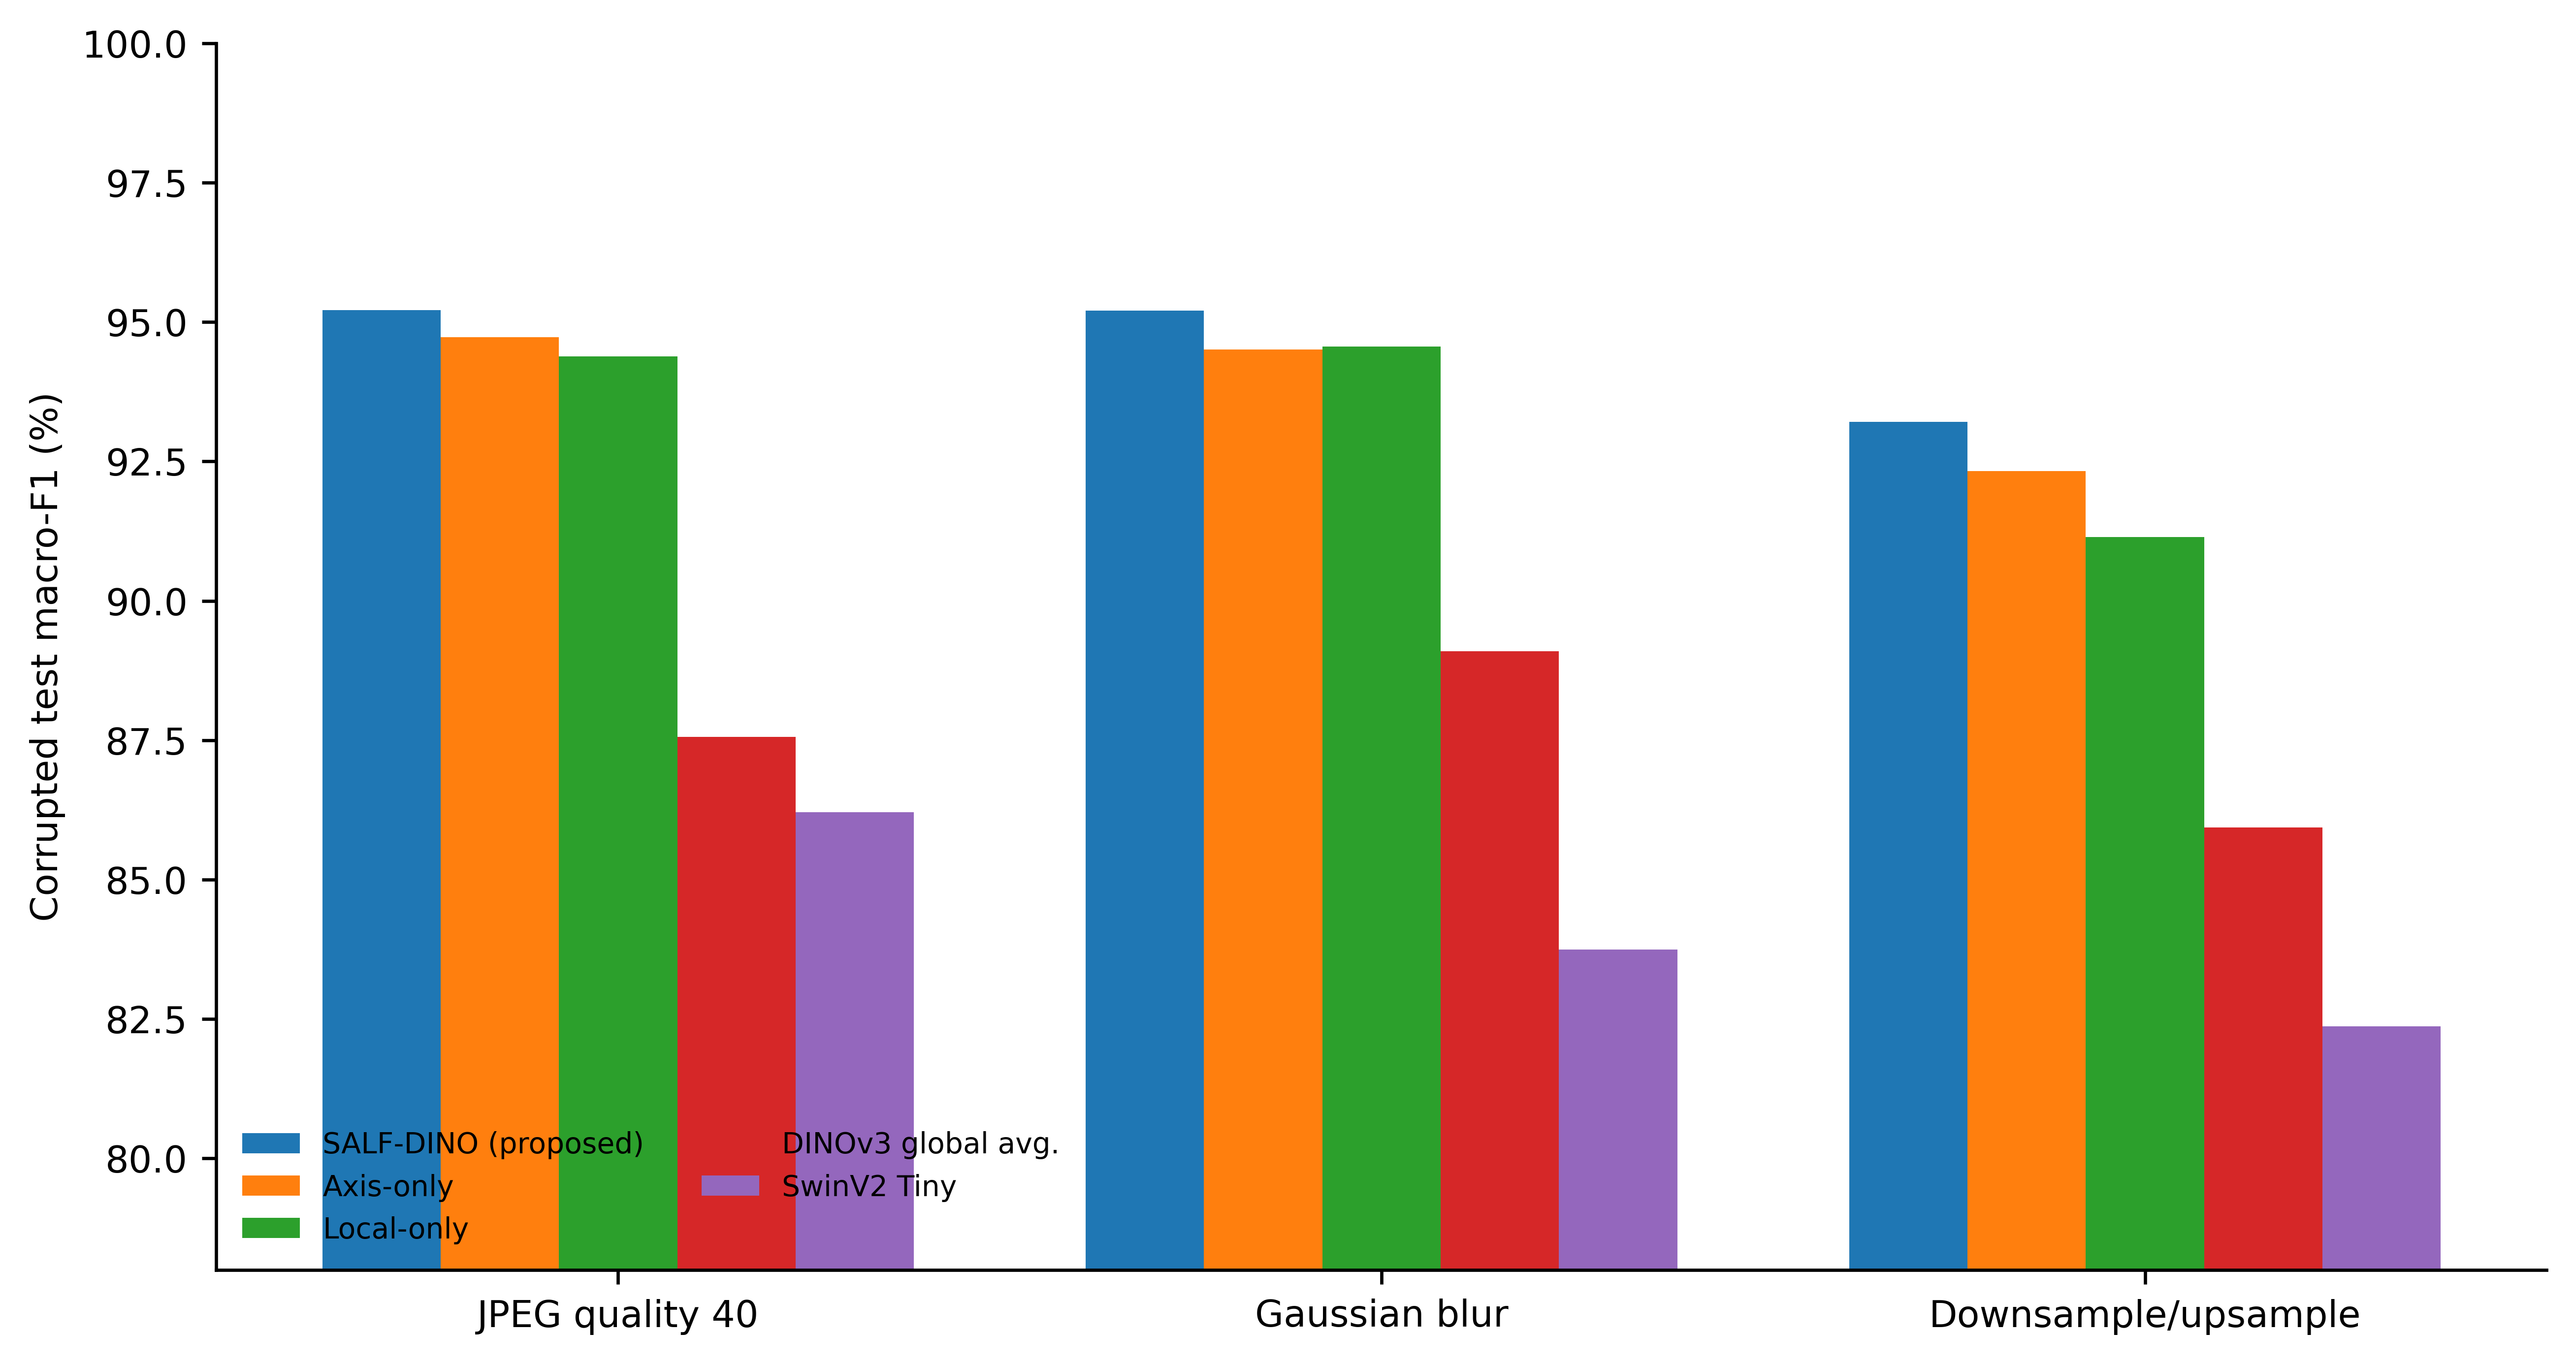 100.0
97.5
95.0
92.5
90.0
87.5
85.0
82.5
80.0
Corrupted test macro-F1 (%)
SALF-DINO (proposed)
Axis-only
Local-only
DINOv3 global avg.
SwinV2 Tiny
JPEG quality 40
Gaussian blur
Downsample/upsample